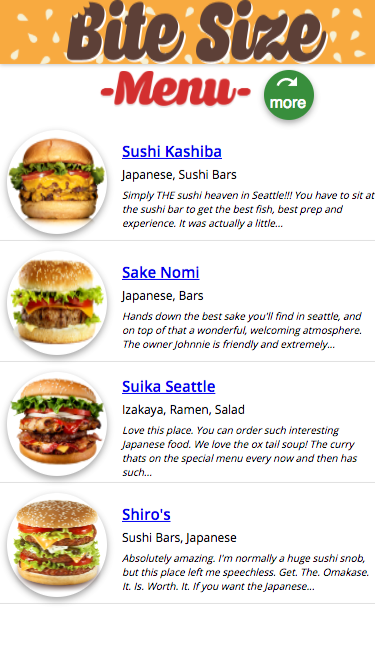 Bite Size
-Menu-
more
Sushi Kashiba
Japanese, Sushi Bars
Simply THE sushi heaven in Seattle!!! You have to sit at
the sushi bar to get the best fish, best prep and
experience. It was actually a little...
Sake Nomi
Japanese, Bars
Hands down the best sake you'll find in seattle, and
on top of that a wonderful, welcoming atmosphere.
The owner Johnnie is friendly and extremely...
Suika Seattle
Izakaya, Ramen, Salad
Love this place. You can order such interesting
Japanese food. We love the ox tail soup! The curry
thats on the special menu every now and then has
such...
Shiro's
Sushi Bars, Japanese
Absolutely amazing. I'm normally a huge sushi snob,
but this place left me speechless. Get. The. Omakase.
It. Is. Worth. It. If you want the Japanese...